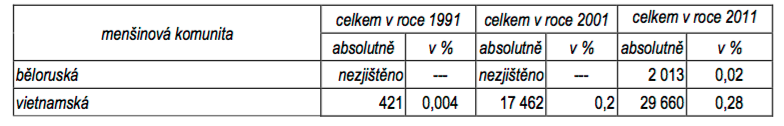 menšinová komunita celkem v roce 1991 celkem v roce 2001 celkem v roce 2011
absolutně v % absolutně v % absolutně v %
běloruská nezjištěno --- nezjištěno --- 2 013 0,02
vietnamská 421 0,004 17 462 0,2 29 660 0,28